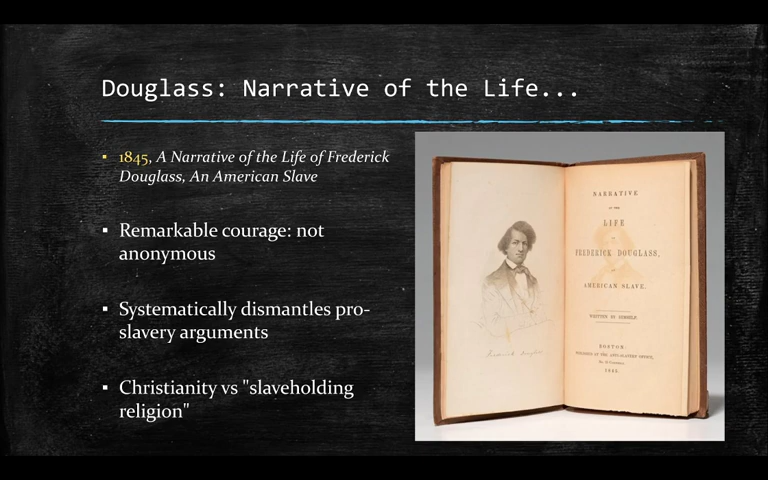 Douglass: Narrative of the Life...
1845, A Narrative of the Life of Frederick
Douglass, An American Slave
Remarkable courage: not
anonymous
Systematically dismantles pro-
slavery arguments
Christianity vs "slaveholding
religion"
NARRATIVE
OF THE
LIFE
OF
FREDERICK DOUGLASS,
AMERICAN SLAVE.
WRITTEN BY HIMSELF.
BOSTON:
PUBLISHED AT THE ANTI-SLAVERY OFFICE,
1845.
Frederick Douglass